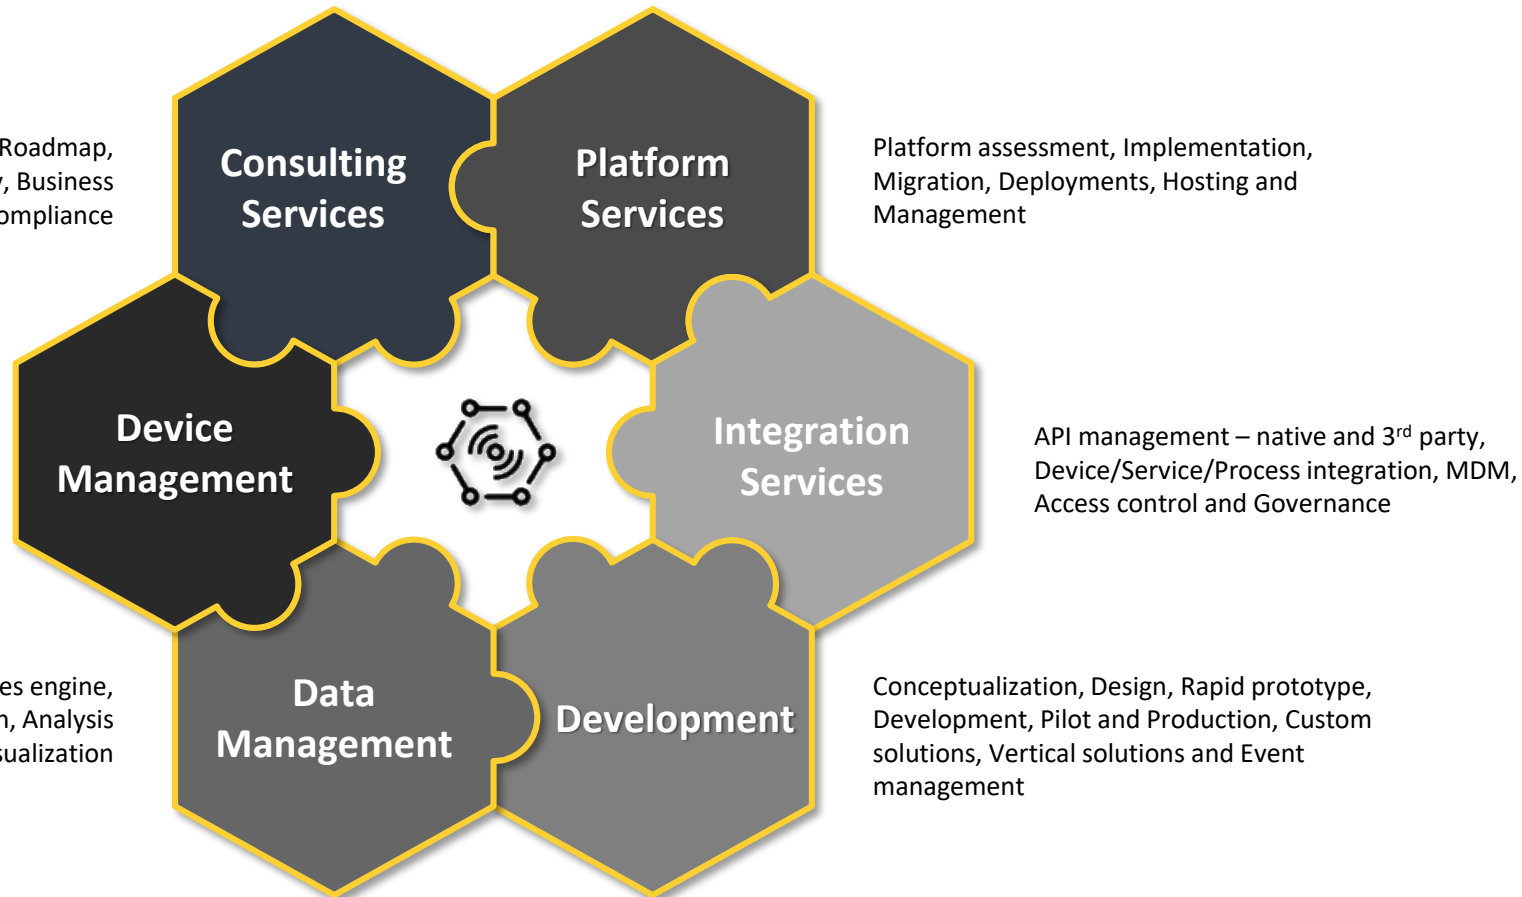 Roadmap,
Business
Consulting
Services
Platform
Services
Platform assessment, Implementation,
Migration, Deployments, Hosting and
Management
Device
Management
Integration
Services
API management – native and 3rd party,
Device/Service/Process integration, MDM,
Access control and Governance
es engine,
Analysis
Data
Management
Development
Conceptualization, Design, Rapid prototype,
Development, Pilot and Production, Custom
solutions, Vertical solutions and Event
management